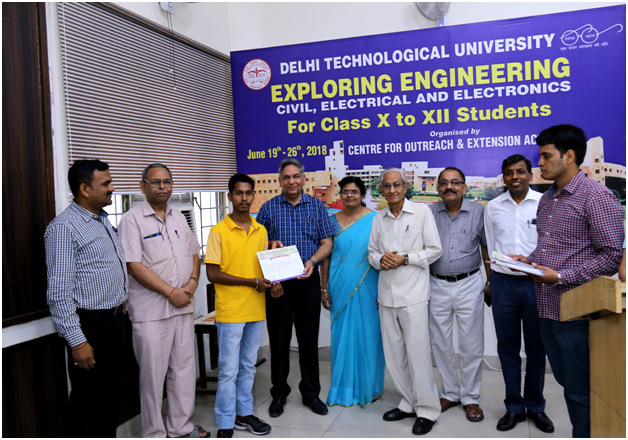 DELHI TECHNOLOGICAL UNIVERSITY
EXPLORING ENGINEERING
CIVIL, ELECTRICAL AND ELECTRONICS
For Class X to XII Students
Organised by
June 19th - 26th, 2018
CENTRE FOR OUTREACH & EXTENSION AC